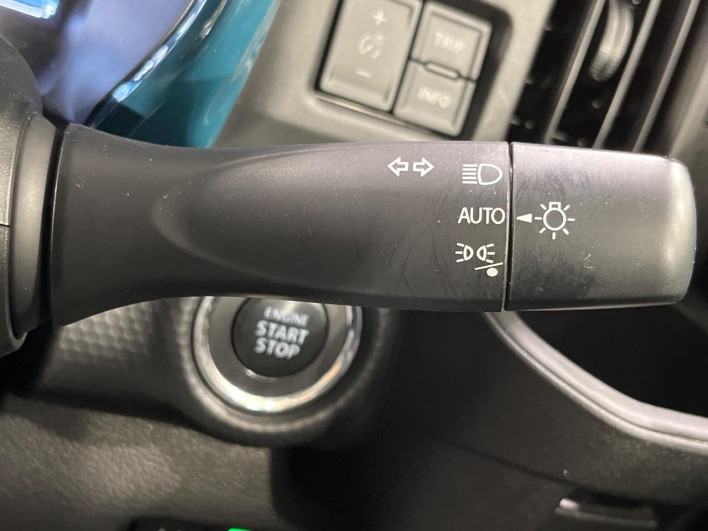 +
-
TRIP
INFO
AUTO
ENGINE
START
STOP